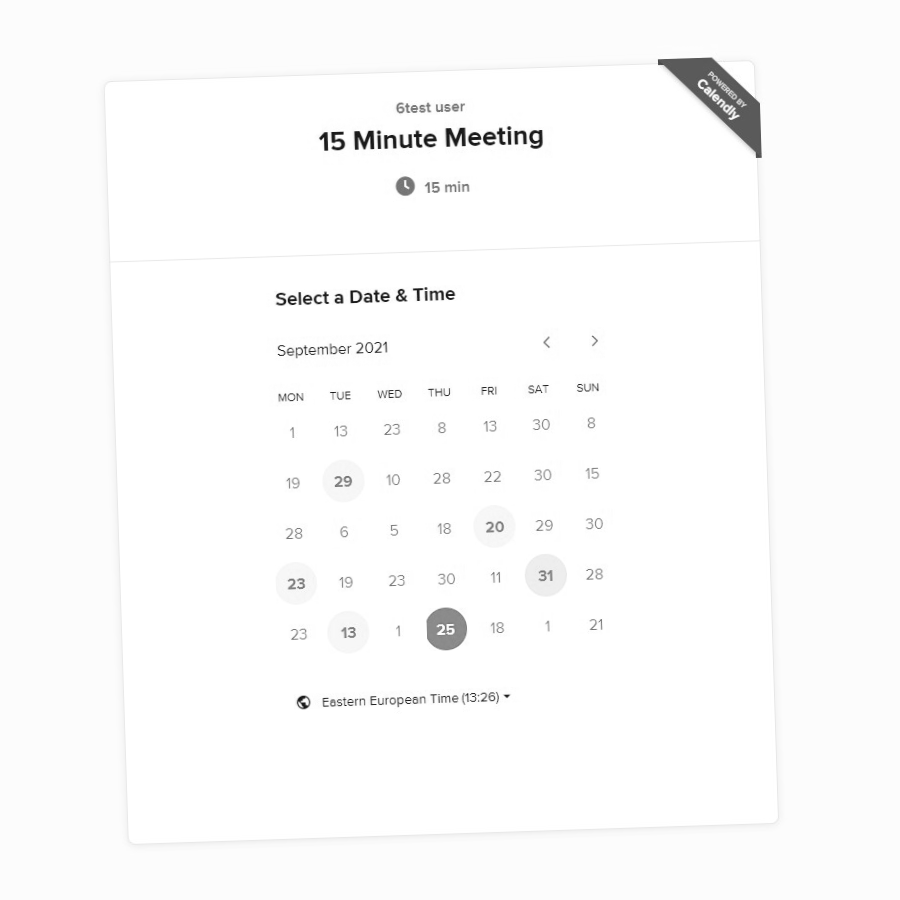 POWERED BY
Calendly
6test user
15 Minute Meeting
15 min
Select a Date & Time
September 2021
MON TUE WED THU FRI SAT SUN
1 13 23 8 13 30 8
19 29 10 28 22 30 15
28 6 5 18 20 29 30
23 19 23 30 11 31 28
23 13 1 25 18 1 21
Eastern European Time (13:26)